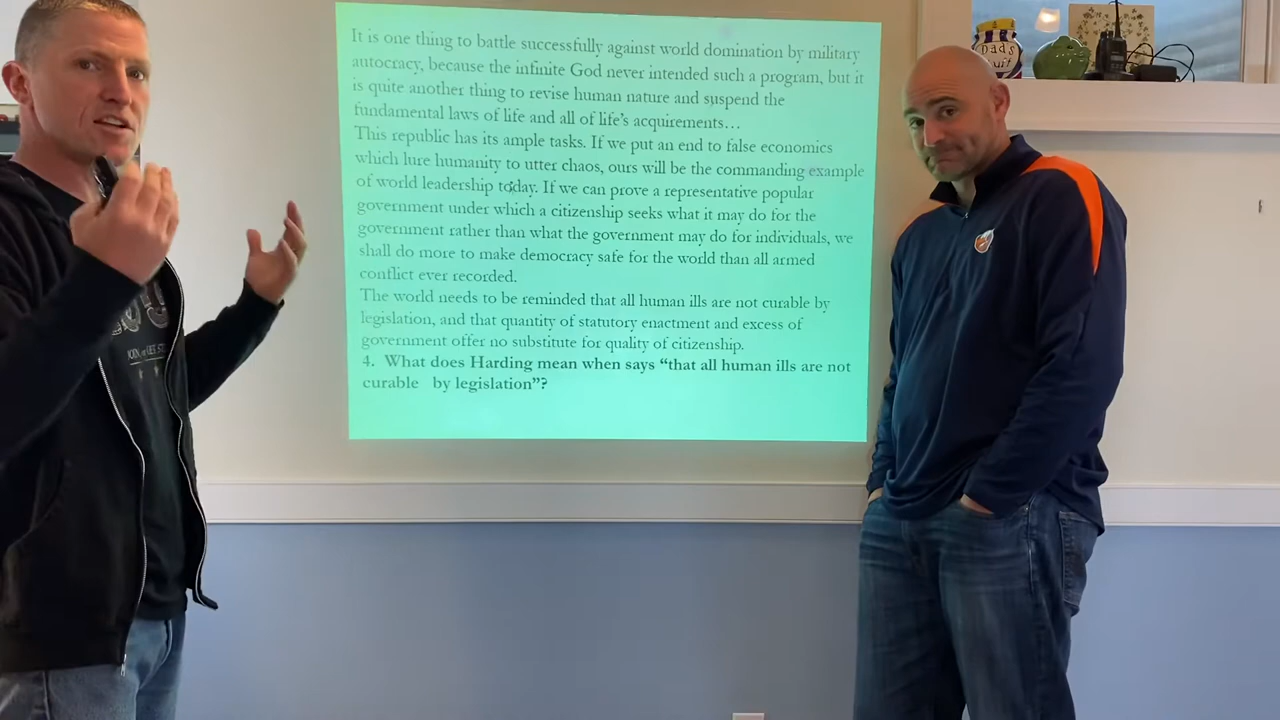 It is one thing to battle successfully against world domination by military
autocracy, because the infinite God never intended such a program, but it
is quite another thing to revise human nature and suspend the
fundamental laws of life and all of life's acquirements…
This republic has its ample tasks. If we put an end to false economics
which lure humanity to utter chaos, ours will be the commanding example
of world leadership today. If we can prove a representative popular
government under which a citizenship seeks what it may do for the
government rather than what the government may do for individuals, we
shall do more to make democracy safe for the world than all armed
conflict ever recorded.
The world needs to be reminded that all human ills are not curable by
legislation, and that quantity of statutory enactment and excess of
government offer no substitute for quality of citizenship.
4. What does Harding mean when says “that all human ills are not
curable by legislation”?
Dad's